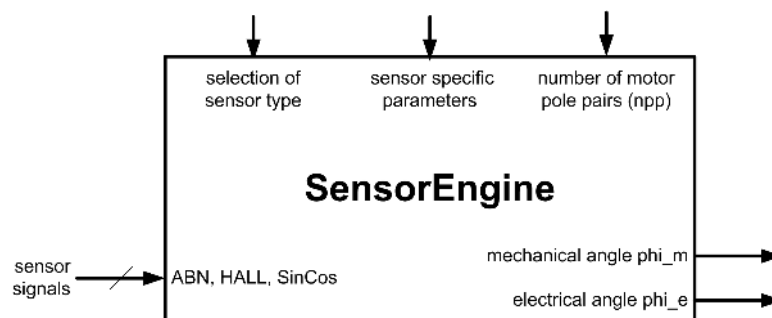 selection of
sensor type
sensor specific
parameters
number of motor
pole pairs (npp)
SensorEngine
sensor
signals
ABN, HALL, SinCos
mechanical angle phi_m
electrical angle phi_e